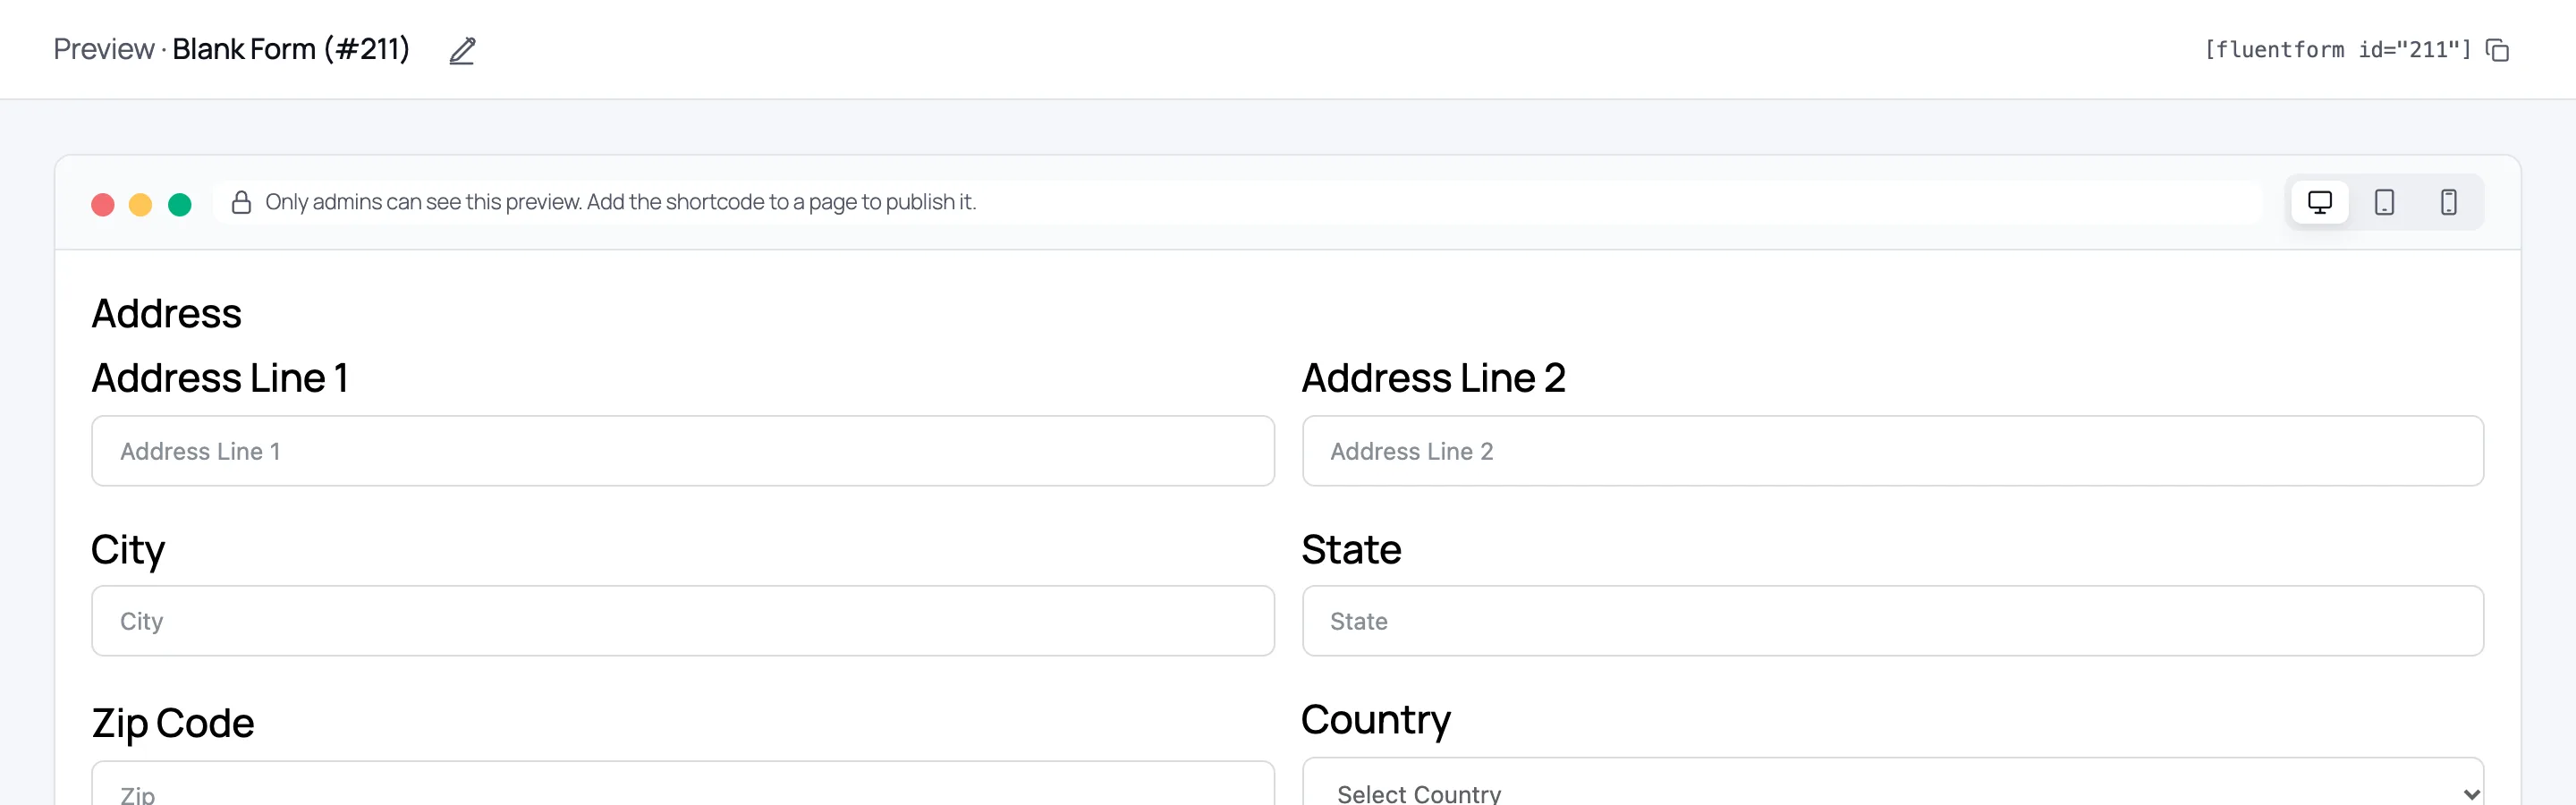 Preview · Blank Form (#211)
[fluentform id="211"]
Only admins can see this preview. Add the shortcode to a page to publish it.
Address
Address Line 1
Address Line 2
Address Line 1
Address Line 2
City
State
City
State
Zip Code
Country
Zip
Select Country